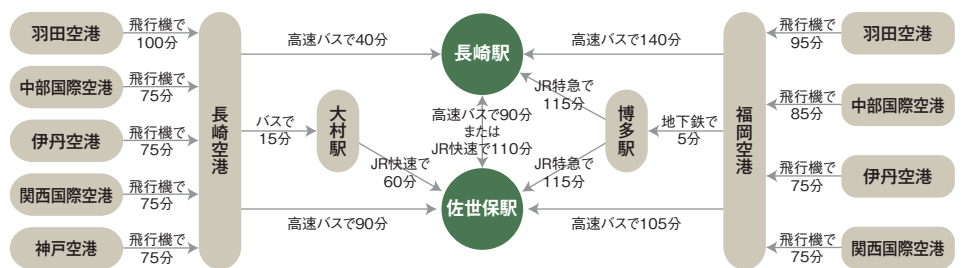 羽田空港
中部国際空港
伊丹空港
関西国際空港
神戸空港
飛行機で
100分
飛行機で
75分
飛行機で
75分
飛行機で
75分
飛行機で
75分
長崎空港
高速バスで40分
バスで
15分
大村駅
JR快速で
60分
高速バスで90分
長崎駅
高速バスで90分
または
JR快速で110分
佐世保駅
高速バスで140分
JR特急で
115分
博多駅
地下鉄で
5分
JR特急で
115分
高速バスで105分
福岡空港
飛行機で
95分
飛行機で
85分
飛行機で
75分
飛行機で
75分
羽田空港
中部国際空港
伊丹空港
関西国際空港